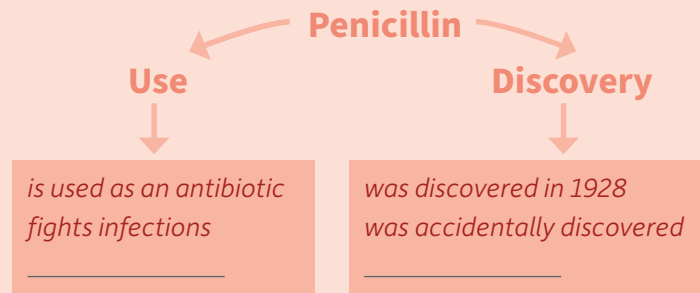 Penicillin
Use
Discovery
is used as an antibiotic
fights infections
was discovered in 1928
was accidentally discovered